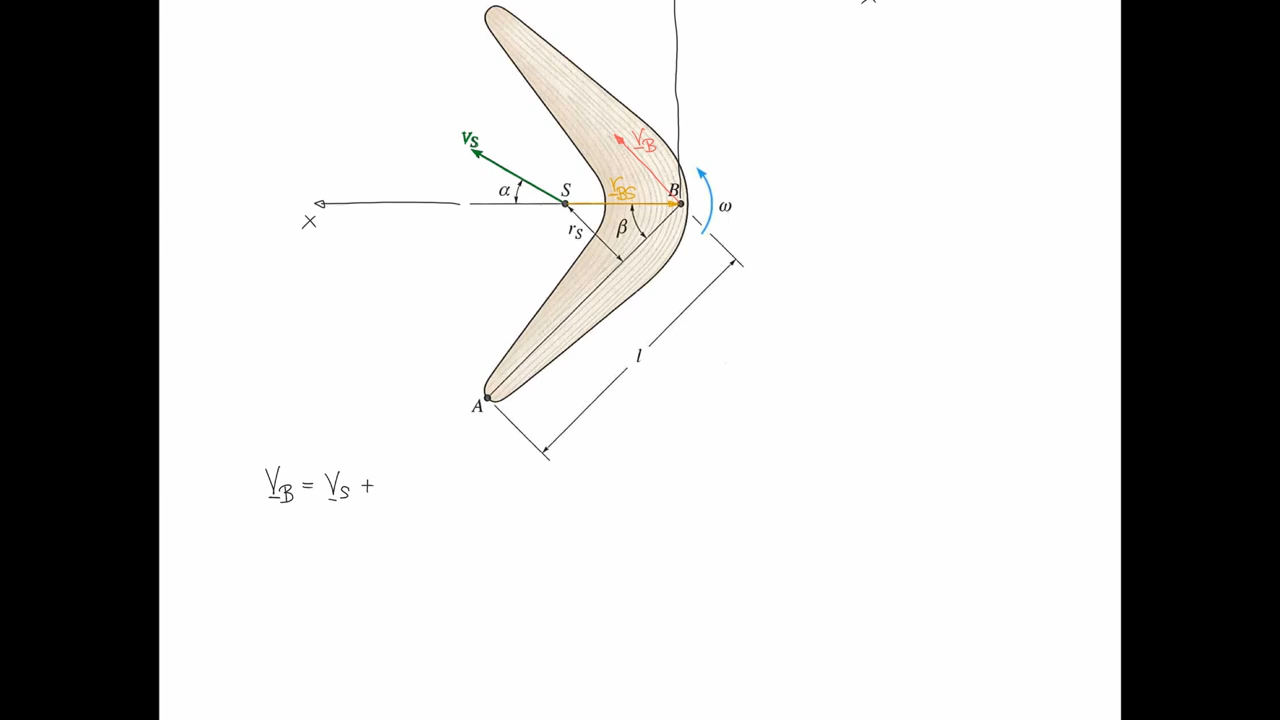 V_B
V_S
α
S
r_BS
B
ω
X
r_S
β
l
A
V_B = V_S +